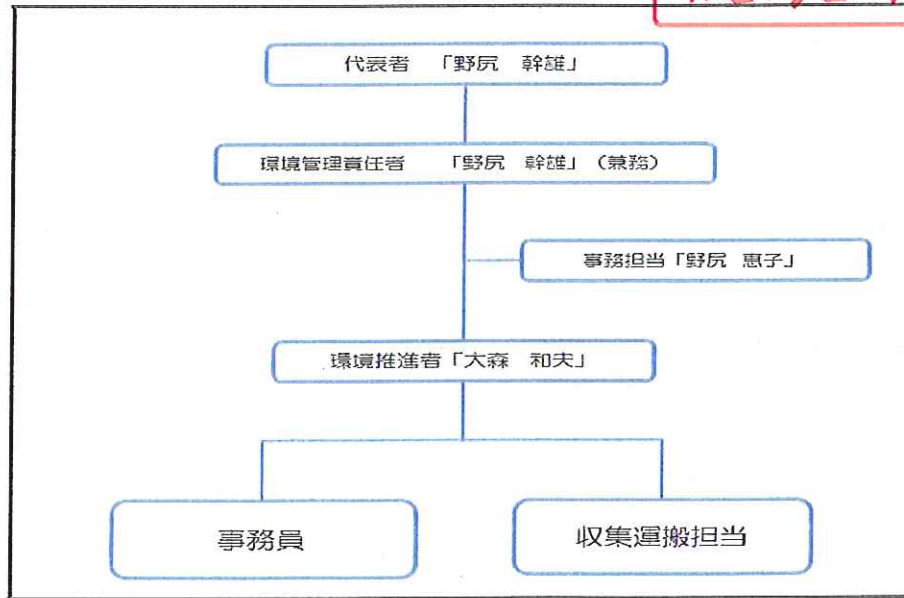 代表者 「野尻 幹雄」
環境管理責任者 「野尻 幹雄」（兼務）
事務担当「野尻 恵子」
環境推進者「大森 和夫」
事務員
収集運搬担当